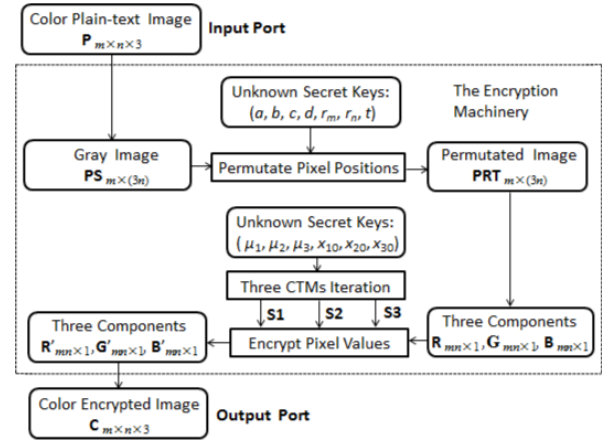 Color Plain-text Image
P m×n×3
Input Port
The Encryption
Machinery
Unknown Secret Keys:
(a, b, c, d, rm, rn, t)
Gray Image
PS m×(3n)
Permutate Pixel Positions
Permutated Image
PRT m×(3n)
Unknown Secret Keys:
( μ1, μ2, μ3, x10, x20, x30)
Three CTMs Iteration
S1 S2 S3
Three Components
R'mn×1, G'mn×1, B'mn×1
Encrypt Pixel Values
Three Components
R mn×1, G mn×1, B mn×1
Color Encrypted Image
C m×n×3
Output Port